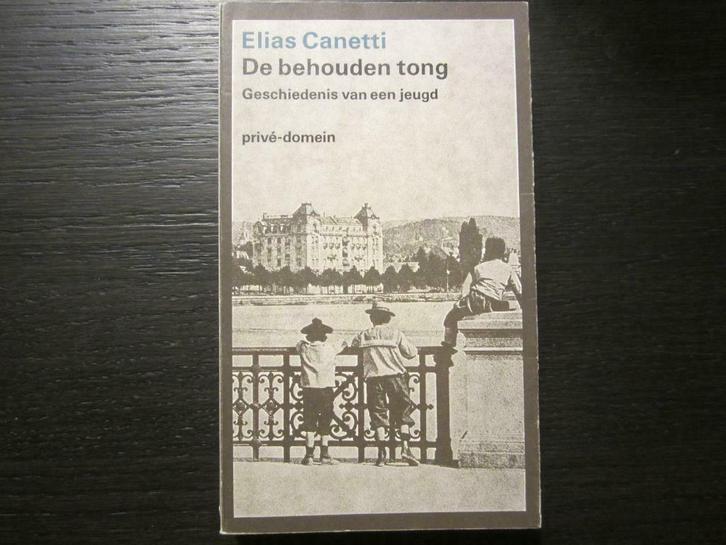 Elias Canetti
De behouden tong
Geschiedenis van een jeugd
privé-domein